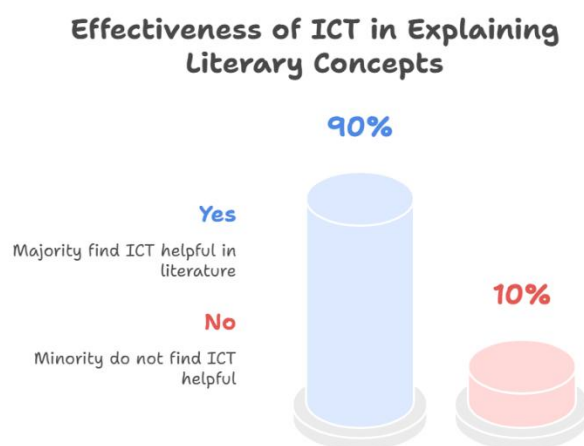 Effectiveness of ICT in Explaining
Literary Concepts
90%
Yes
Majority find ICT helpful in
literature
10%
No
Minority do not find ICT
helpful